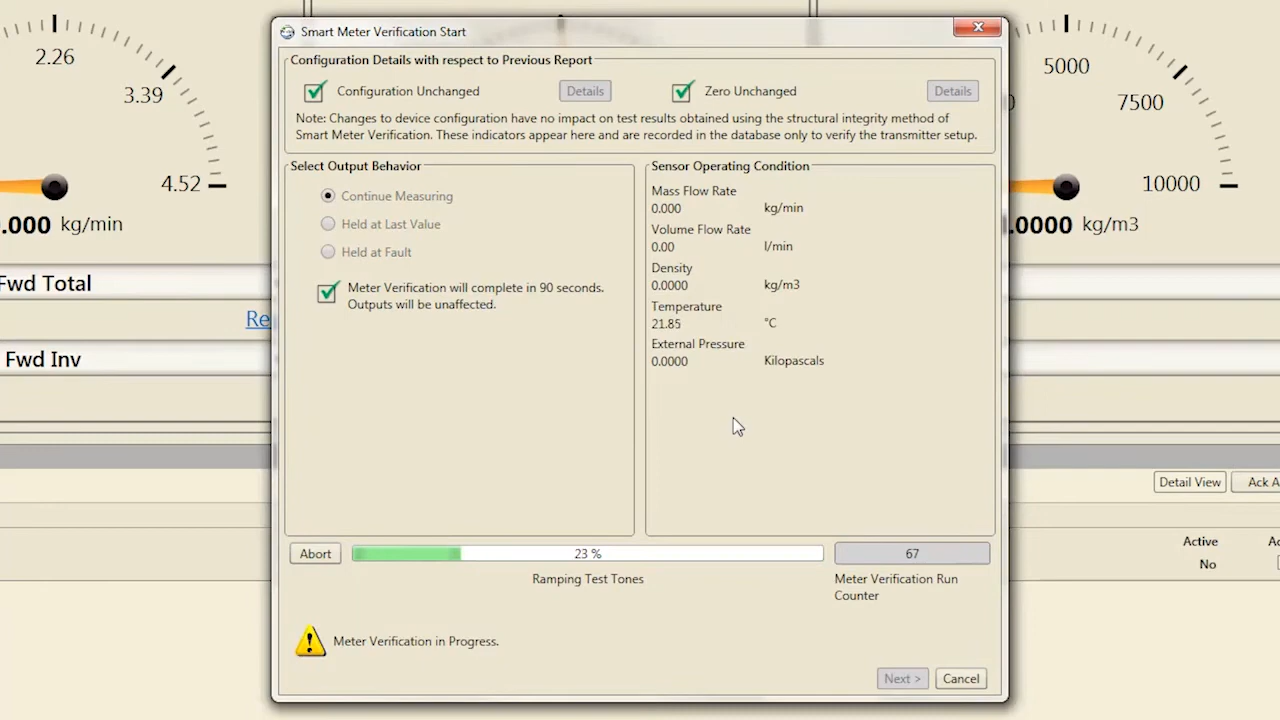 Smart Meter Verification Start
Configuration Details with respect to Previous Report
Configuration Unchanged
Details
Zero Unchanged
Details
Note: Changes to device configuration have no impact on test results obtained using the structural integrity method of
Smart Meter Verification. These indicators appear here and are recorded in the database only to verify the transmitter setup.
Select Output Behavior
Continue Measuring
Held at Last Value
Held at Fault
Meter Verification will complete in 90 seconds.
Outputs will be unaffected.
Sensor Operating Condition
Mass Flow Rate
0.000 kg/min
Volume Flow Rate
0.00 l/min
Density
0.0000 kg/m3
Temperature
21.85 °C
External Pressure
0.0000 Kilopascals
Abort
23 %
67
Ramping Test Tones
Meter Verification Run
Counter
Meter Verification in Progress.
Next >
Cancel
2.26
3.39
4.52
.000 kg/min
Fwd Total
Re
Fwd Inv
5000
7500
10000
.0000 kg/m3
Detail View
Ack A
Active
No